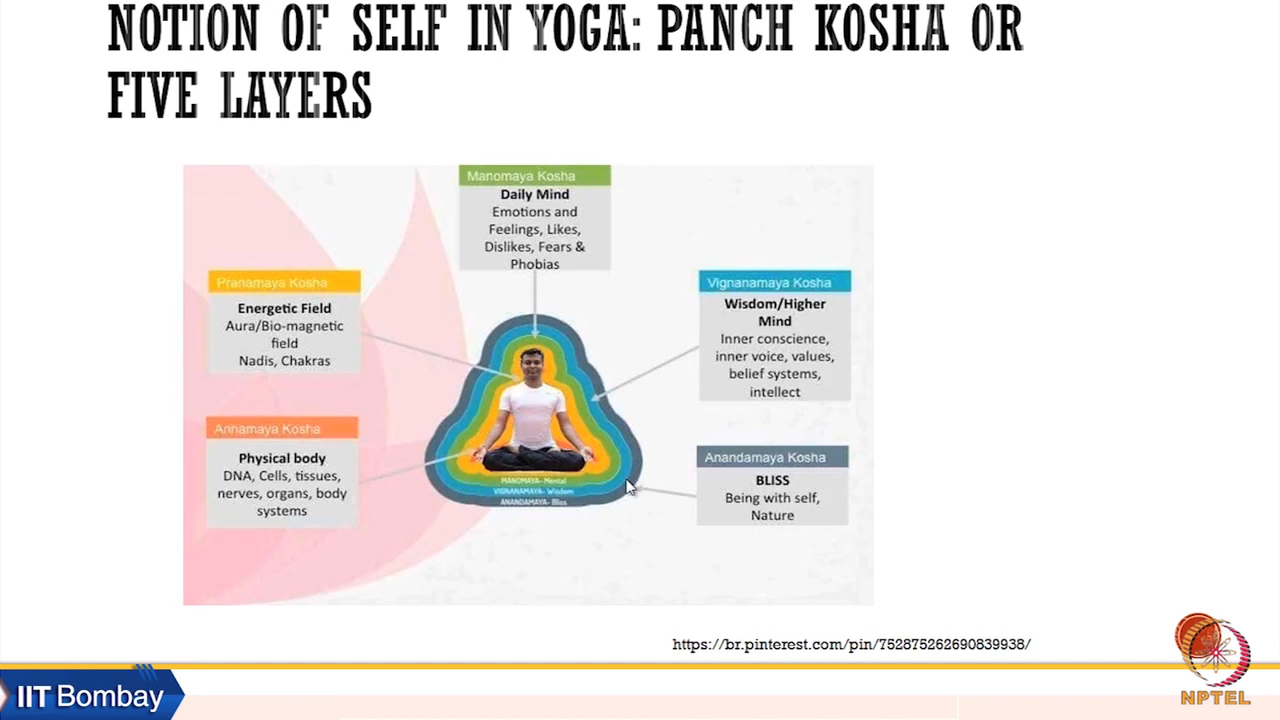 NOTION OF SELF IN YOGA: PANCH KOSHA OR
FIVE LAYERS
Manomaya Kosha
Daily Mind
Emotions and
Feelings, Likes,
Dislikes, Fears &
Phobias
Pranamaya Kosha
Energetic Field
Aura/Bio-magnetic
field
Nadis, Chakras
Vignanamaya Kosha
Wisdom/Higher
Mind
Inner conscience,
inner voice, values,
belief systems,
intellect
Annamaya Kosha
Physical body
DNA, Cells, tissues,
nerves, organs, body
systems
Anandamaya Kosha
BLISS
Being with self,
Nature
MANOMAYA- Mental
VIGNANAMAYA- Wisdom
ANANDAMAYA- Bliss
https://br.pinterest.com/pin/752875262690839938/
IIT Bombay
NPTEL